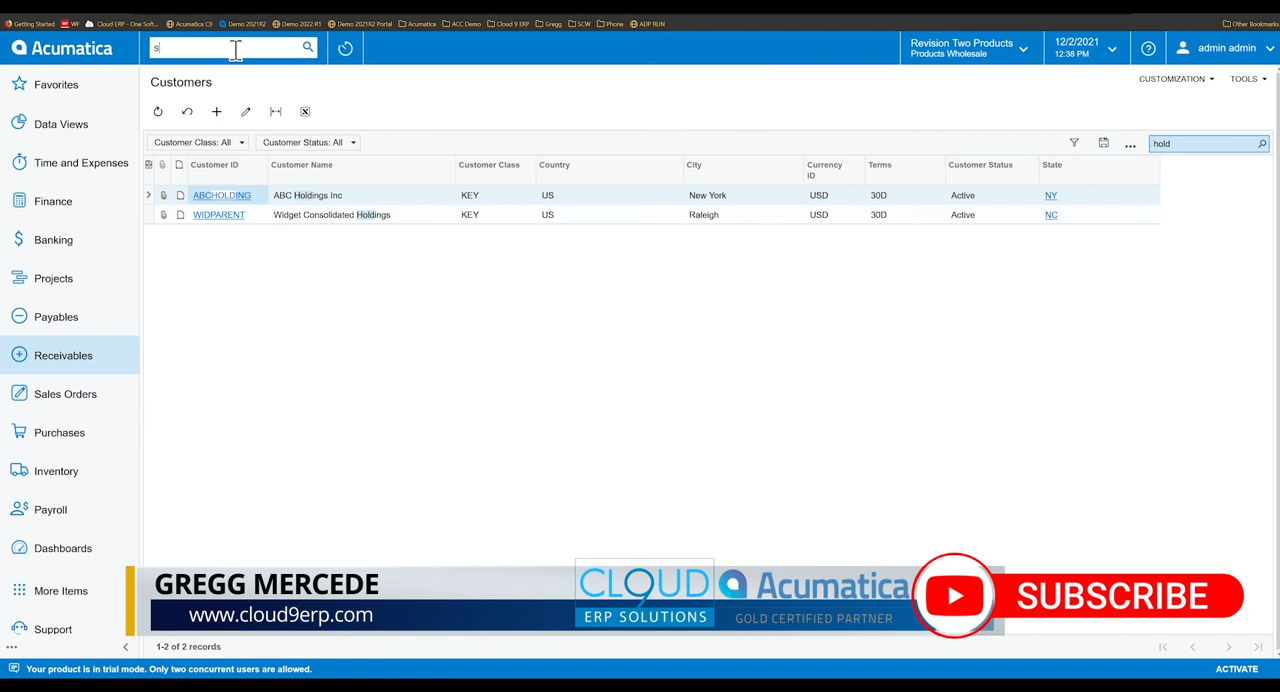 Getting Started WF Cloud ERP - One Soft... Acumatica C9 Demo 2021R2 Demo 2022 R1 Demo 2021R2 Portal Acumatica ACC Demo Cloud 9 ERP Gregg SCW Phone ADP RUN Other Bookmarks
Acumatica s Revision Two Products Products Wholesale 12/2/2021 12:38 PM admin admin
Favorites
Data Views
Time and Expenses
Finance
Banking
Projects
Payables
Receivables
Sales Orders
Purchases
Inventory
Payroll
Dashboards
More Items
Support
Customers CUSTOMIZATION TOOLS
Customer Class: All Customer Status: All ... hold
Customer ID Customer Name Customer Class Country City Currency ID Terms Customer Status State
ABCHOLDING ABC Holdings Inc KEY US New York USD 30D Active NY
WIDPARENT Widget Consolidated Holdings KEY US Raleigh USD 30D Active NC
GREGG MERCEDE
www.cloud9erp.com
CLOUD 9
ERP SOLUTIONS
Acumatica
GOLD CERTIFIED PARTNER
SUBSCRIBE
1-2 of 2 records
Your product is in trial mode. Only two concurrent users are allowed. ACTIVATE